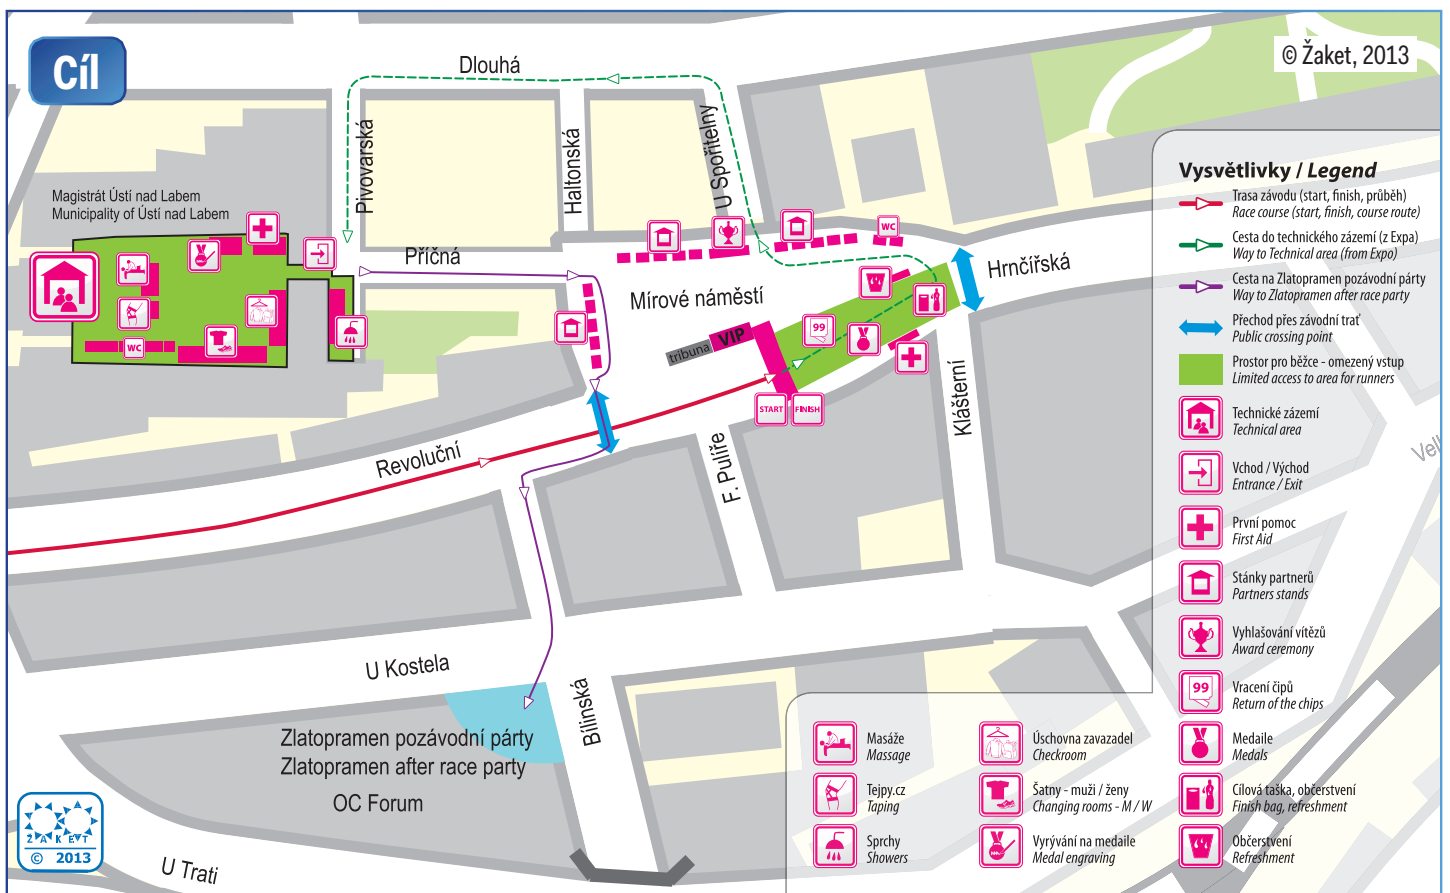 Cíl
© Žaket, 2013
Dlouhá
Pivovarská
Haltonská
U Spořitelny
Magistrát Ústí nad Labem
Municipality of Ústí nad Labem
Příčná
Hrnčířská
Mírové náměstí
WC
WC
99
tribuna
VIP
START
FINISH
Klášterní
F. Pulíře
Revoluční
U Kostela
Bílinská
Zlatopramen pozávodní párty
Zlatopramen after race party
OC Forum
U Trati
ŽAKET
© 2013
Vysvětlivky / Legend
Trasa závodu (start, finish, průběh)
Race course (start, finish, course route)
Cesta do technického zázemí (z Expa)
Way to Technical area (from Expo)
Cesta na Zlatopramen pozávodní párty
Way to Zlatopramen after race party
Přechod přes závodní trať
Public crossing point
Prostor pro běžce - omezený vstup
Limited access to area for runners
Technické zázemí
Technical area
Vchod / Východ
Entrance / Exit
První pomoc
First Aid
Stánky partnerů
Partners stands
Vyhlašování vítězů
Award ceremony
99
Vracení čipů
Return of the chips
Medaile
Medals
Cílová taška, občerstvení
Finish bag, refreshment
Občerstvení
Refreshment
Masáže
Massage
Tejpy.cz
Taping
Sprchy
Showers
Úschovna zavazadel
Checkroom
Šatny - muži / ženy
Changing rooms - M / W
Vyrývání na medaile
Medal engraving